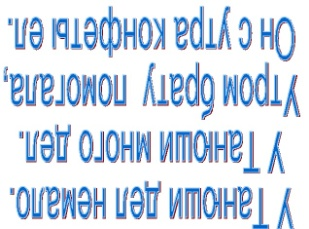 У Танюши дел немало.
У Танюши много дел.
Утром брату помогала,
Он с утра конфеты ел.